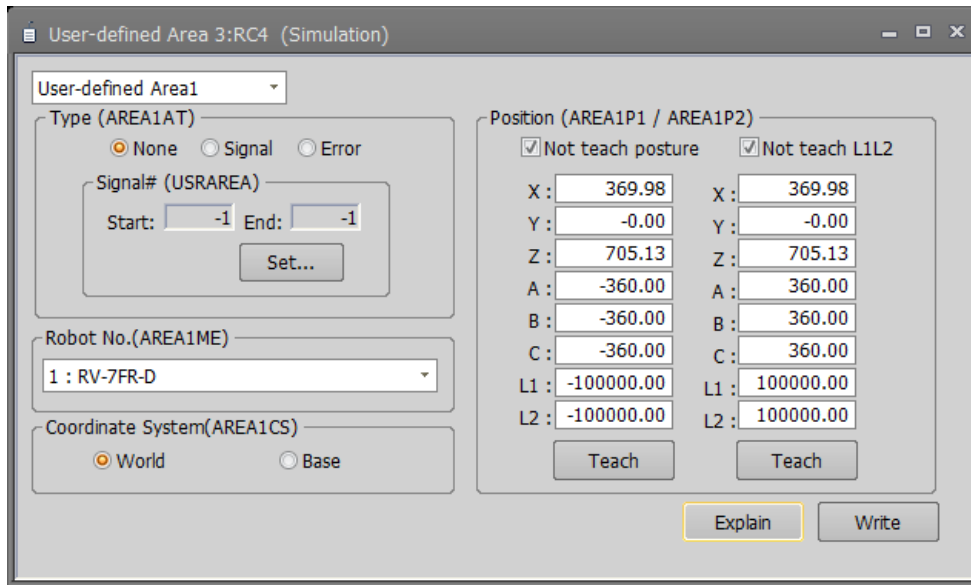 User-defined Area 3:RC4 (Simulation)
User-defined Area1
Type (AREA1AT)
None Signal Error
Signal# (USRAREA)
Start: -1 End: -1
Set...
Robot No.(AREA1ME)
1 : RV-7FR-D
Coordinate System(AREA1CS)
World Base
Position (AREA1P1 / AREA1P2)
Not teach posture Not teach L1L2
X : 369.98 X : 369.98
Y : -0.00 Y : -0.00
Z : 705.13 Z : 705.13
A : -360.00 A : 360.00
B : -360.00 B : 360.00
C : -360.00 C : 360.00
L1 : -100000.00 L1 : 100000.00
L2 : -100000.00 L2 : 100000.00
Teach Teach
Explain Write